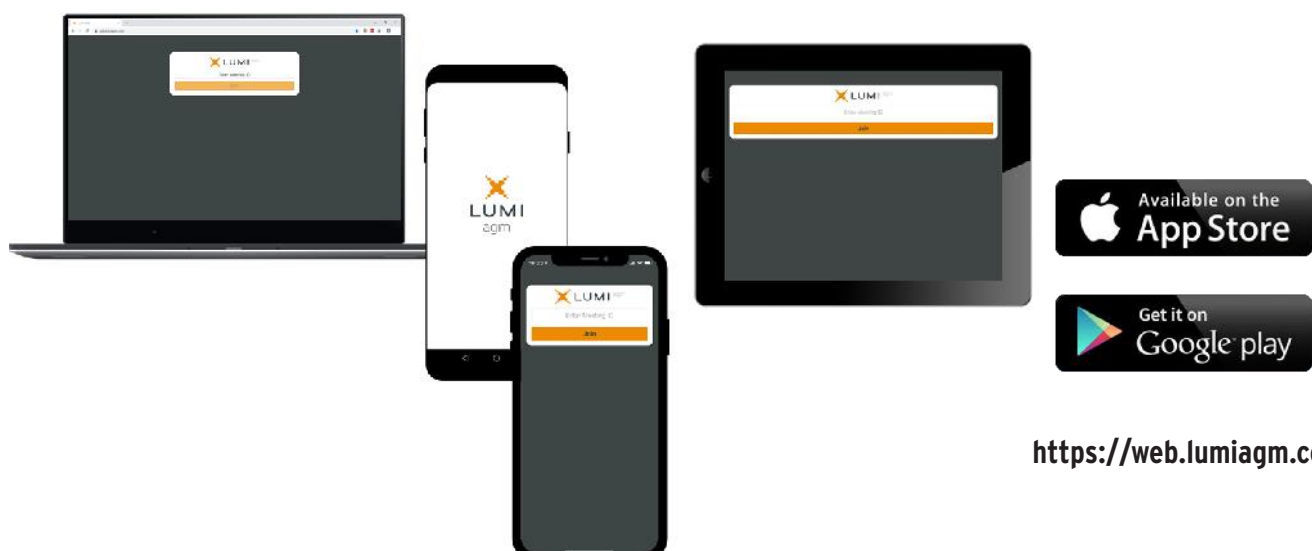 LUMI
LUMI
agm
LUMI
Join
LUMI
Join
Available on the
App Store
Get it on
Google play
https://web.lumiagm.c